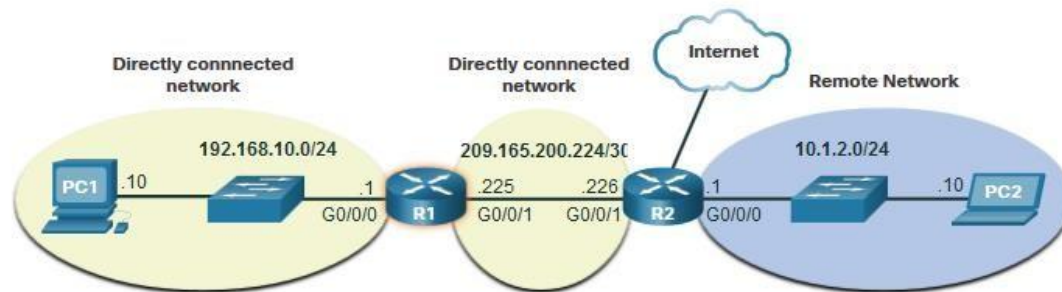 Internet
Directly connnected
network
Directly connnected
network
Remote Network
192.168.10.0/24
209.165.200.224/30
10.1.2.0/24
PC1
.10
.1
G0/0/0
R1
.225
G0/0/1
.226
G0/0/1
R2
.1
G0/0/0
.10
PC2